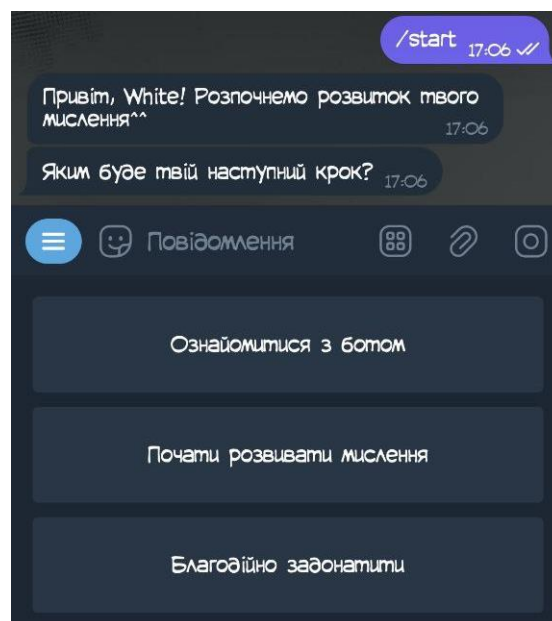 /start 17:06
Привіт, White! Розпочнемо розвиток твого
мислення^^ 17:06
Яким буде твій наступний крок? 17:06
Повідомлення
Ознайомитися з ботом
Почати розвивати мислення
Благодійно задонатити